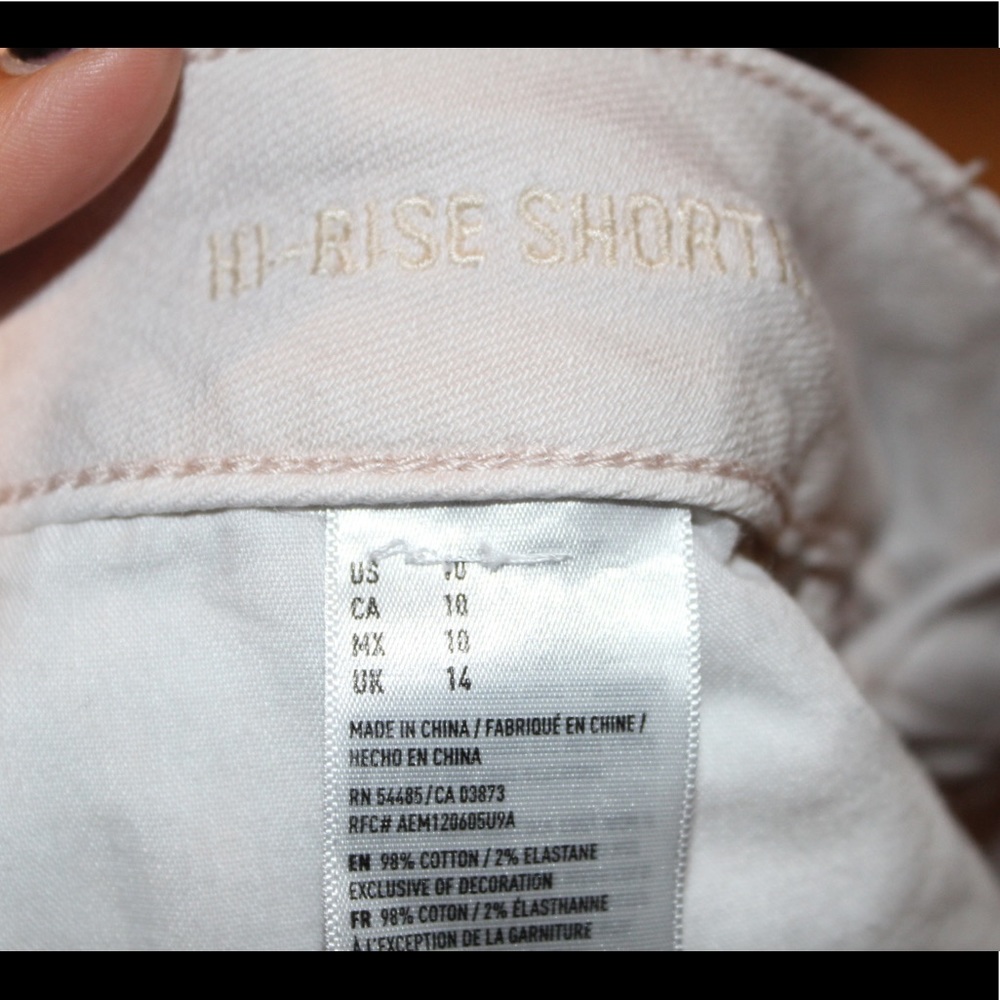 HI-RISE SHORTI
US 10
CA 10
MX 10
UK 14
MADE IN CHINA / FABRIQUÉ EN CHINE /
HECHO EN CHINA
RN 54485/CA 03873
RFC# AEM120605U9A
EN 98% COTTON / 2% ELASTANE
EXCLUSIVE OF DECORATION
FR 98% COTON / 2% ÉLASTHANNE
À L'EXCEPTION DE LA GARNITURE